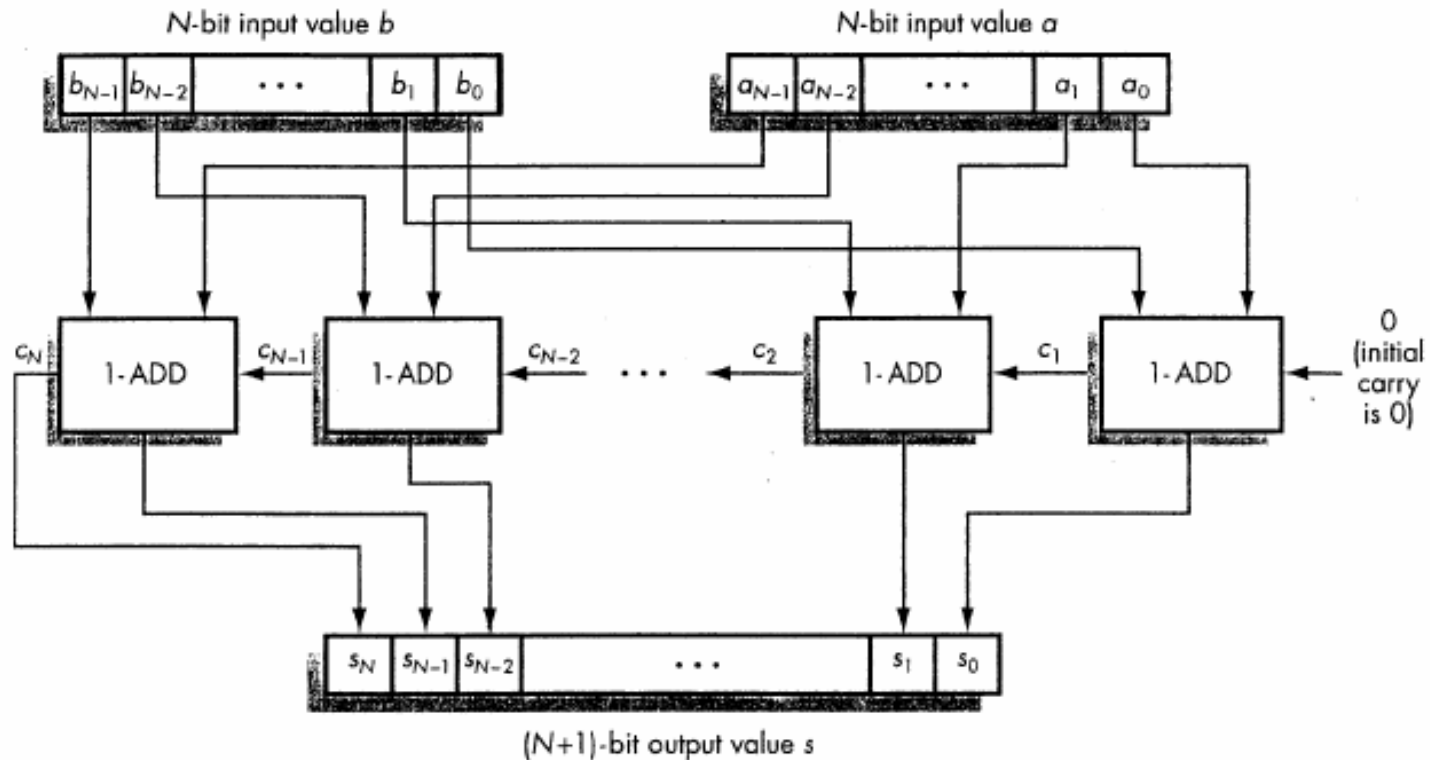 N-bit input value b
N-bit input value a
b_{N-1} b_{N-2} ... b_1 b_0
a_{N-1} a_{N-2} ... a_1 a_0
c_N 1-ADD c_{N-1} 1-ADD c_{N-2} ... c_2 1-ADD c_1 1-ADD
0
(initial
carry
is 0)
s_N s_{N-1} s_{N-2} ... s_1 s_0
(N+1)-bit output value s